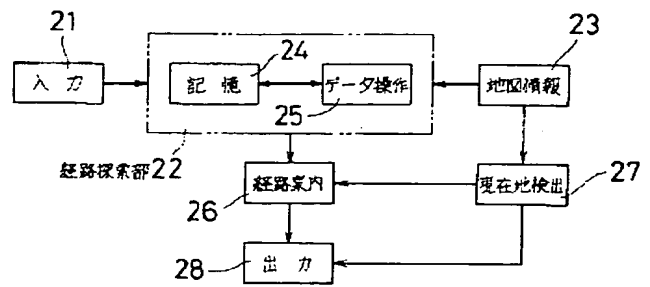 21
入力
24
記憶
データ操作
25
23
地図情報
経路探索部22
経路案内
26
現在地検出
27
出力
28